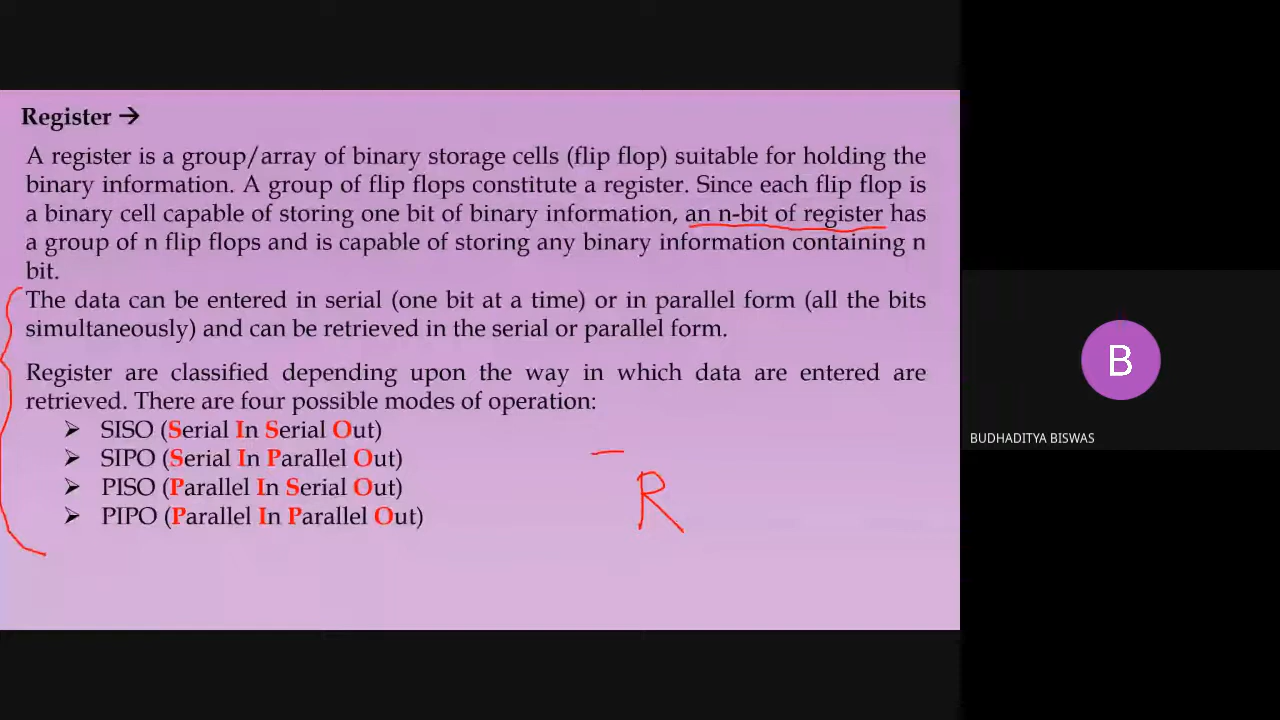 Register →
A register is a group/array of binary storage cells (flip flop) suitable for holding the
binary information. A group of flip flops constitute a register. Since each flip flop is
a binary cell capable of storing one bit of binary information, an n-bit of register has
a group of n flip flops and is capable of storing any binary information containing n
bit.
The data can be entered in serial (one bit at a time) or in parallel form (all the bits
simultaneously) and can be retrieved in the serial or parallel form.
Register are classified depending upon the way in which data are entered are
retrieved. There are four possible modes of operation:
➢ SISO (Serial In Serial Out)
➢ SIPO (Serial In Parallel Out)
➢ PISO (Parallel In Serial Out)
➢ PIPO (Parallel In Parallel Out)
R
B
BUDHADITYA BISWAS